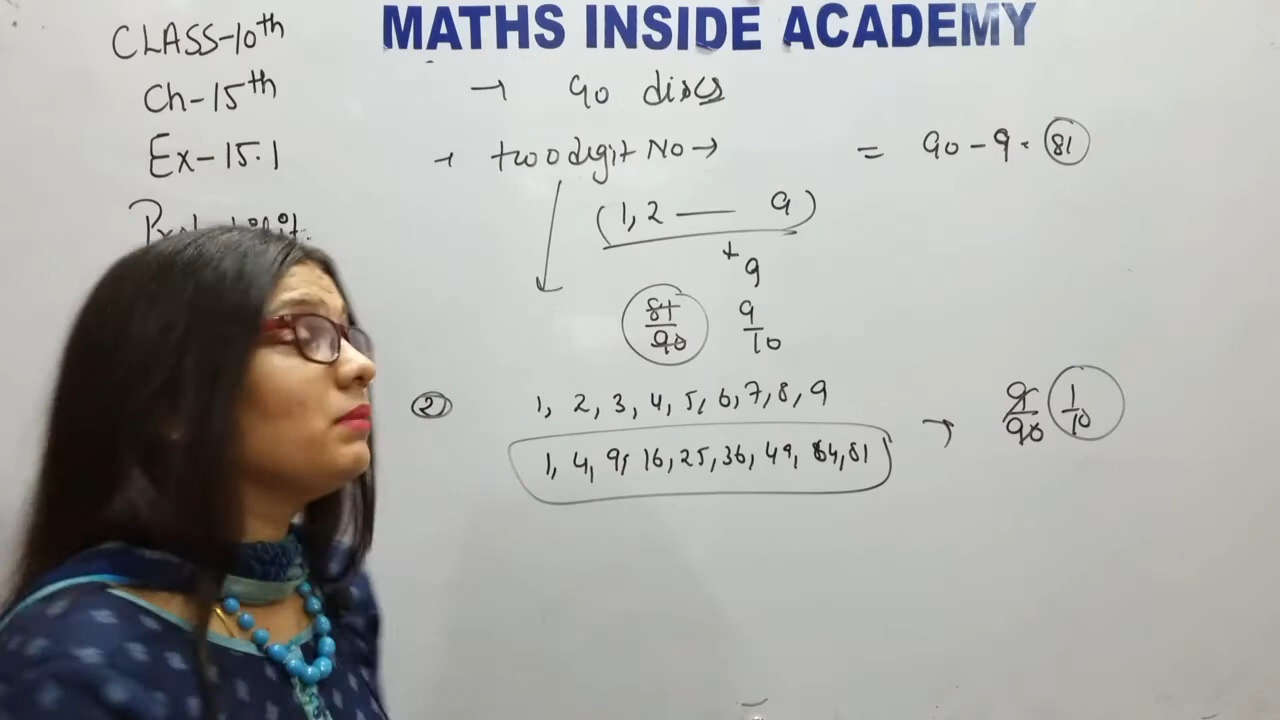 MATHS INSIDE ACADEMY
CLASS-10th
Ch-15th
Ex-15.1
→ 90 discs
→ two digit No → = 90 - 9 = 81
(1, 2 — 9)
+ 9
81/90 9/10
② 1, 2, 3, 4, 5, 6, 7, 8, 9
1, 4, 9, 16, 25, 36, 49, 64, 81 → 9/90 1/10